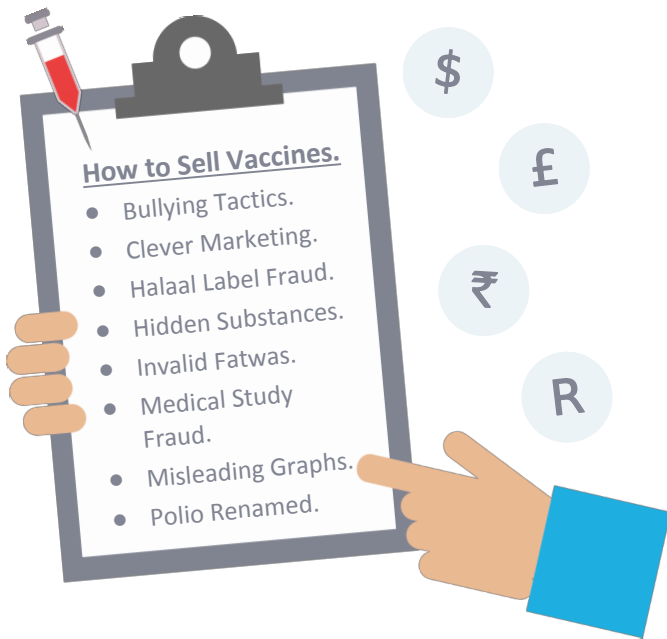 How to Sell Vaccines.
● Bullying Tactics.
● Clever Marketing.
● Halaal Label Fraud.
● Hidden Substances.
● Invalid Fatwas.
● Medical Study
Fraud.
● Misleading Graphs.
● Polio Renamed.
$
£
₹
R